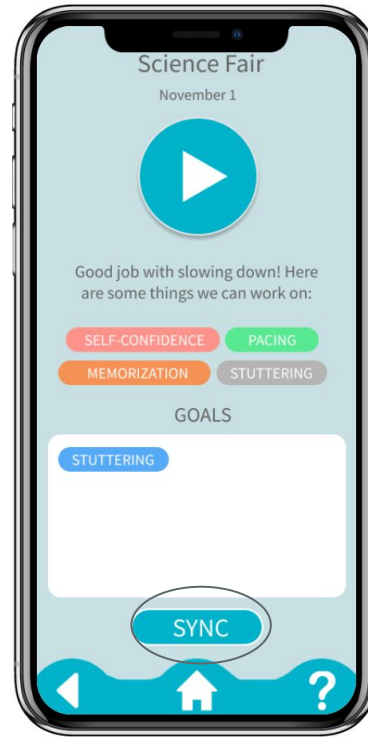 Science Fair
November 1
Good job with slowing down! Here
are some things we can work on:
SELF-CONFIDENCE PACING
MEMORIZATION STUTTERING
GOALS
STUTTERING
SYNC
?